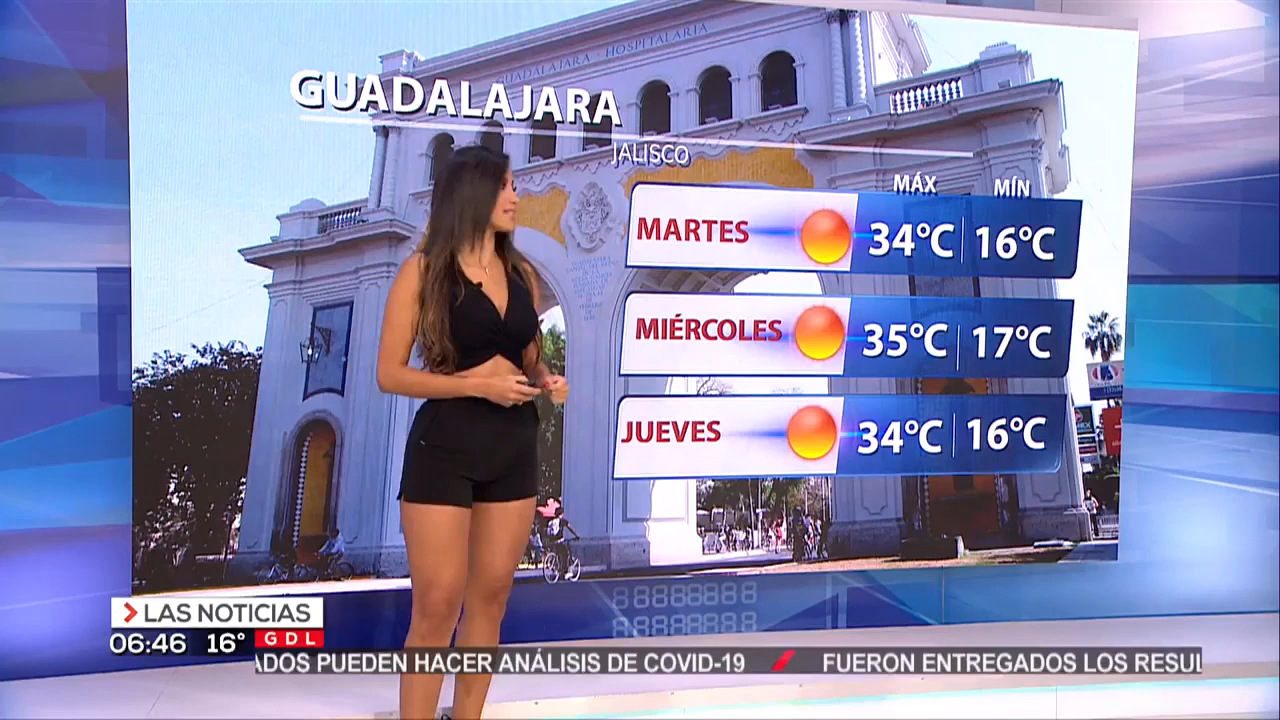 GUADALAJARA · HOSPITALARIA
GUADALAJARA
JALISCO
MÁX MÍN
MARTES 34°C 16°C
MIÉRCOLES 35°C 17°C
JUEVES 34°C 16°C
LAS NOTICIAS
06:46 16° GDL
ADOS PUEDEN HACER ANÁLISIS DE COVID-19 FUERON ENTREGADOS LOS RESUL